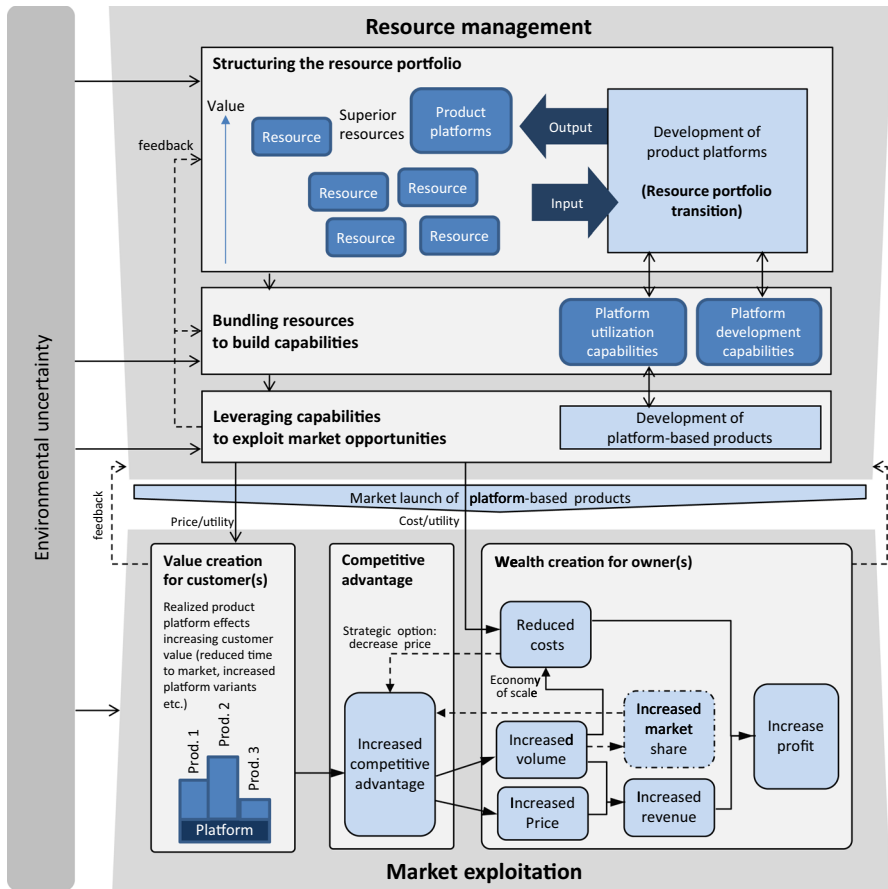 Resource management
Environmental uncertainty
Structuring the resource portfolio
Value
feedback
Resource
Superior
resources
Product
platforms
Output
Development of
product platforms
(Resource portfolio
transition)
Resource
Resource
Input
Resource
Resource
Bundling resources
to build capabilities
Platform
utilization
capabilities
Platform
development
capabilities
Leveraging capabilities
to exploit market opportunities
Development of
platform-based products
feedback
Market launch of platform-based products
feedback
Price/utility
Cost/utility
Value creation
for customer(s)
Realized product
platform effects
increasing customer
value (reduced time
to market, increased
platform variants
etc.)
Prod. 1
Prod. 2
Prod. 3
Platform
Competitive
advantage
Strategic option:
decrease price
Increased
competitive
advantage
Wealth creation for owner(s)
Reduced
costs
Economy
of scale
Increased
volume
Increased
market
share
Increase
profit
Increased
Price
Increased
revenue
Market exploitation